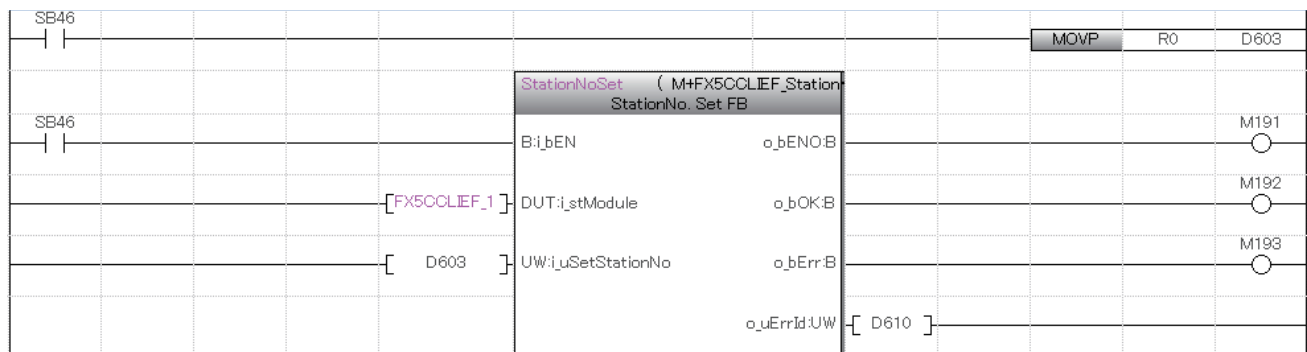 SB46
MOVP R0 D603
StationNoSet ( M+FX5CCLIEF_Station
StationNo. Set FB
SB46
B:i_bEN o_bENO:B M191
FX5CCLIEF_1 DUT:i_stModule o_bOK:B M192
D603 UW:i_uSetStationNo o_bErr:B M193
o_uErrId:UW D610